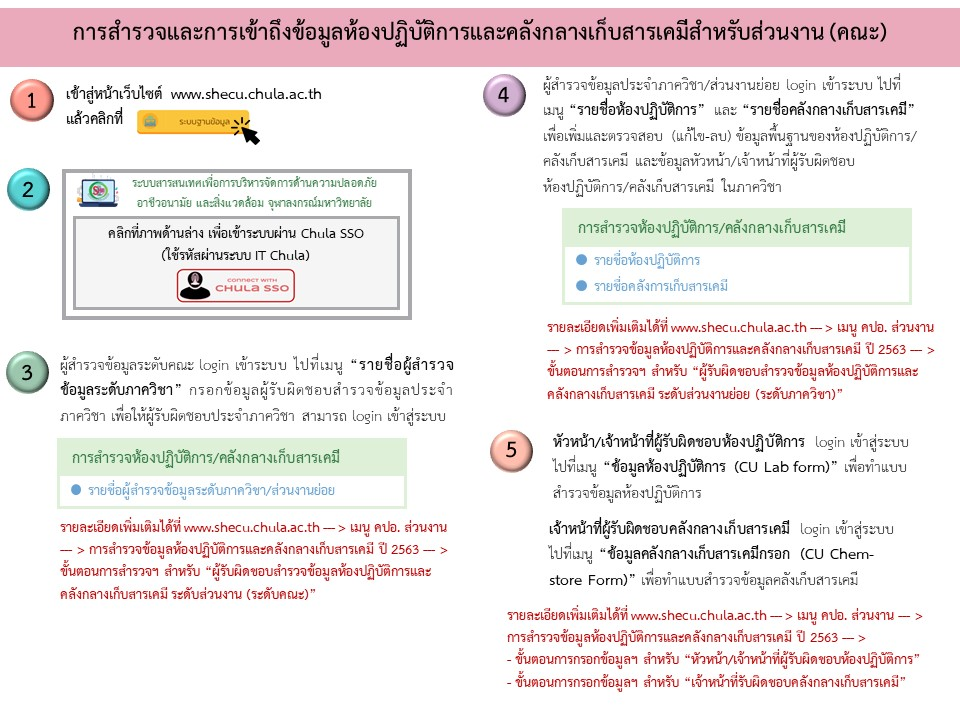 การสำรวจและการเข้าถึงข้อมูลห้องปฏิบัติการและคลังกลางเก็บสารเคมีสำหรับส่วนงาน (คณะ)
1
เข้าสู่หน้าเว็บไซต์ www.shecu.chula.ac.th
แล้วคลิกที่
ระบบฐานข้อมูล
2
ระบบสารสนเทศเพื่อการบริหารจัดการด้านความปลอดภัย
อาชีวอนามัย และสิ่งแวดล้อม จุฬาลงกรณ์มหาวิทยาลัย
คลิกที่ภาพด้านล่าง เพื่อเข้าระบบผ่าน Chula SSO
(ใช้รหัสผ่านระบบ IT Chula)
CONNECT WITH
CHULA SSO
3
ผู้สำรวจข้อมูลระดับคณะ login เข้าระบบ ไปที่เมนู “รายชื่อผู้สำรวจ
ข้อมูลระดับภาควิชา” กรอกข้อมูลผู้รับผิดชอบสำรวจข้อมูลประจำ
ภาควิชา เพื่อให้ผู้รับผิดชอบประจำภาควิชา สามารถ login เข้าสู่ระบบ
การสำรวจห้องปฏิบัติการ/คลังกลางเก็บสารเคมี
รายชื่อผู้สำรวจข้อมูลระดับภาควิชา/ส่วนงานย่อย
รายละเอียดเพิ่มเติมได้ที่ www.shecu.chula.ac.th --- > เมนู คปอ. ส่วนงาน
--- > การสำรวจข้อมูลห้องปฏิบัติการและคลังกลางเก็บสารเคมี ปี 2563 --- >
ขั้นตอนการสำรวจฯ สำหรับ “ผู้รับผิดชอบสำรวจข้อมูลห้องปฏิบัติการและ
คลังกลางเก็บสารเคมี ระดับส่วนงาน (ระดับคณะ)”
4
ผู้สำรวจข้อมูลประจำภาควิชา/ส่วนงานย่อย login เข้าระบบ ไปที่
เมนู “รายชื่อห้องปฏิบัติการ” และ “รายชื่อคลังกลางเก็บสารเคมี”
เพื่อเพิ่มและตรวจสอบ (แก้ไข-ลบ) ข้อมูลพื้นฐานของห้องปฏิบัติการ/
คลังเก็บสารเคมี และข้อมูลหัวหน้า/เจ้าหน้าที่ผู้รับผิดชอบ
ห้องปฏิบัติการ/คลังเก็บสารเคมี ในภาควิชา
การสำรวจห้องปฏิบัติการ/คลังกลางเก็บสารเคมี
รายชื่อห้องปฏิบัติการ
รายชื่อคลังการเก็บสารเคมี
รายละเอียดเพิ่มเติมได้ที่ www.shecu.chula.ac.th --- > เมนู คปอ. ส่วนงาน
--- > การสำรวจข้อมูลห้องปฏิบัติการและคลังกลางเก็บสารเคมี ปี 2563 --- >
ขั้นตอนการสำรวจฯ สำหรับ “ผู้รับผิดชอบสำรวจข้อมูลห้องปฏิบัติการและ
คลังกลางเก็บสารเคมี ระดับส่วนงานย่อย (ระดับภาควิขา)”
5
หัวหน้า/เจ้าหน้าที่ผู้รับผิดชอบห้องปฏิบัติการ login เข้าสู่ระบบ
ไปที่เมนู “ข้อมูลห้องปฏิบัติการ (CU Lab form)” เพื่อทำแบบ
สำรวจข้อมูลห้องปฏิบัติการ
เจ้าหน้าที่ผู้รับผิดชอบคลังกลางเก็บสารเคมี login เข้าสู่ระบบ
ไปที่เมนู “ข้อมูลคลังกลางเก็บสารเคมีกรอก (CU Chem-
store Form)” เพื่อทำแบบสำรวจข้อมูลคลังเก็บสารเคมี
รายละเอียดเพิ่มเติมได้ที่ www.shecu.chula.ac.th --- > เมนู คปอ. ส่วนงาน --- >
การสำรวจข้อมูลห้องปฏิบัติการและคลังกลางเก็บสารเคมี ปี 2563 --- >
- ขั้นตอนการกรอกข้อมูลฯ สำหรับ “หัวหน้า/เจ้าหน้าที่ผู้รับผิดชอบห้องปฏิบัติการ”
- ขั้นตอนการกรอกข้อมูลฯ สำหรับ “เจ้าหน้าที่รับผิดชอบคลังกลางเก็บสารเคมี”